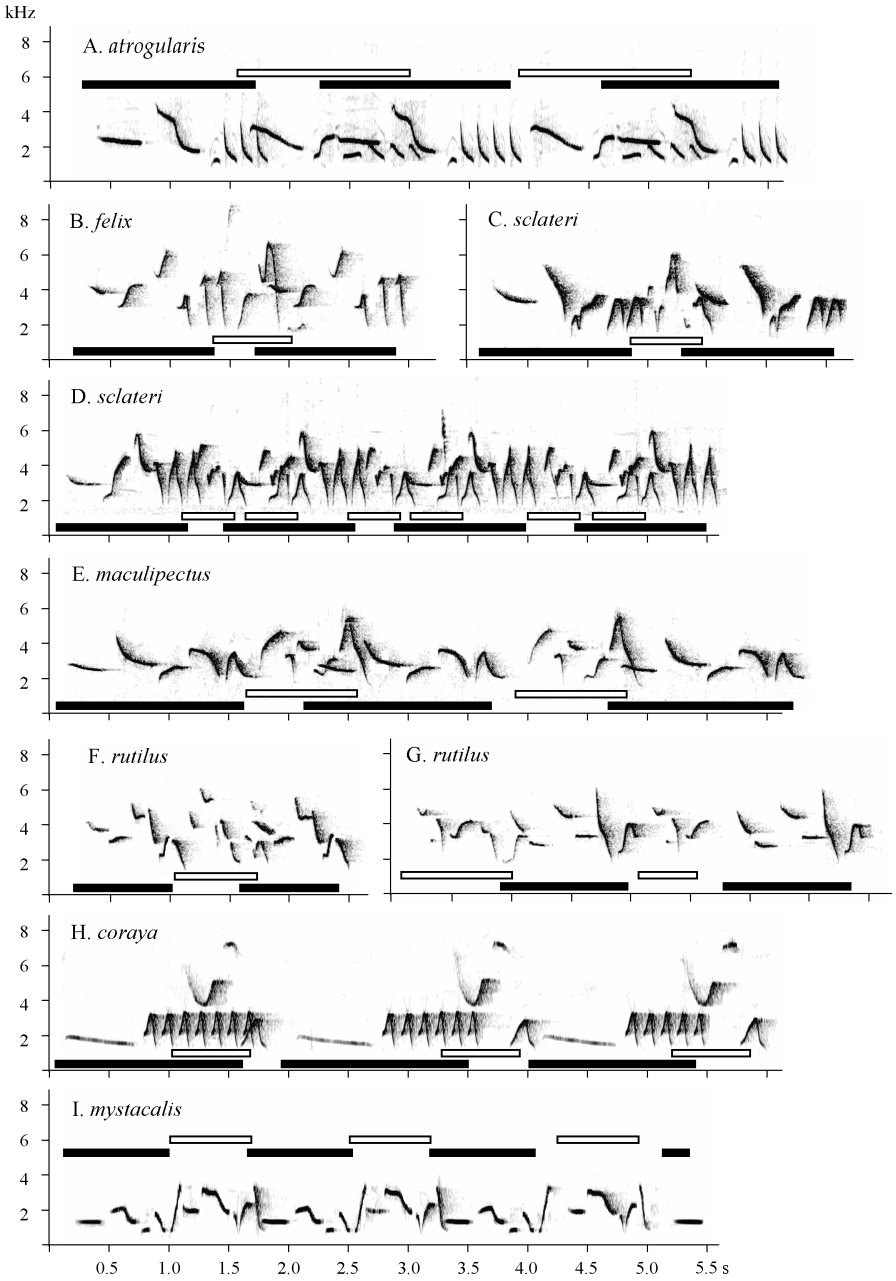 kHz
A. atrogularis
8
6
4
2
B. felix
C. sclateri
8
6
4
2
D. sclateri
8
6
4
2
E. maculipectus
8
6
4
2
F. rutilus
G. rutilus
8
6
4
2
H. coraya
8
6
4
2
I. mystacalis
8
6
4
2
0.5 1.0 1.5 2.0 2.5 3.0 3.5 4.0 4.5 5.0 5.5 s